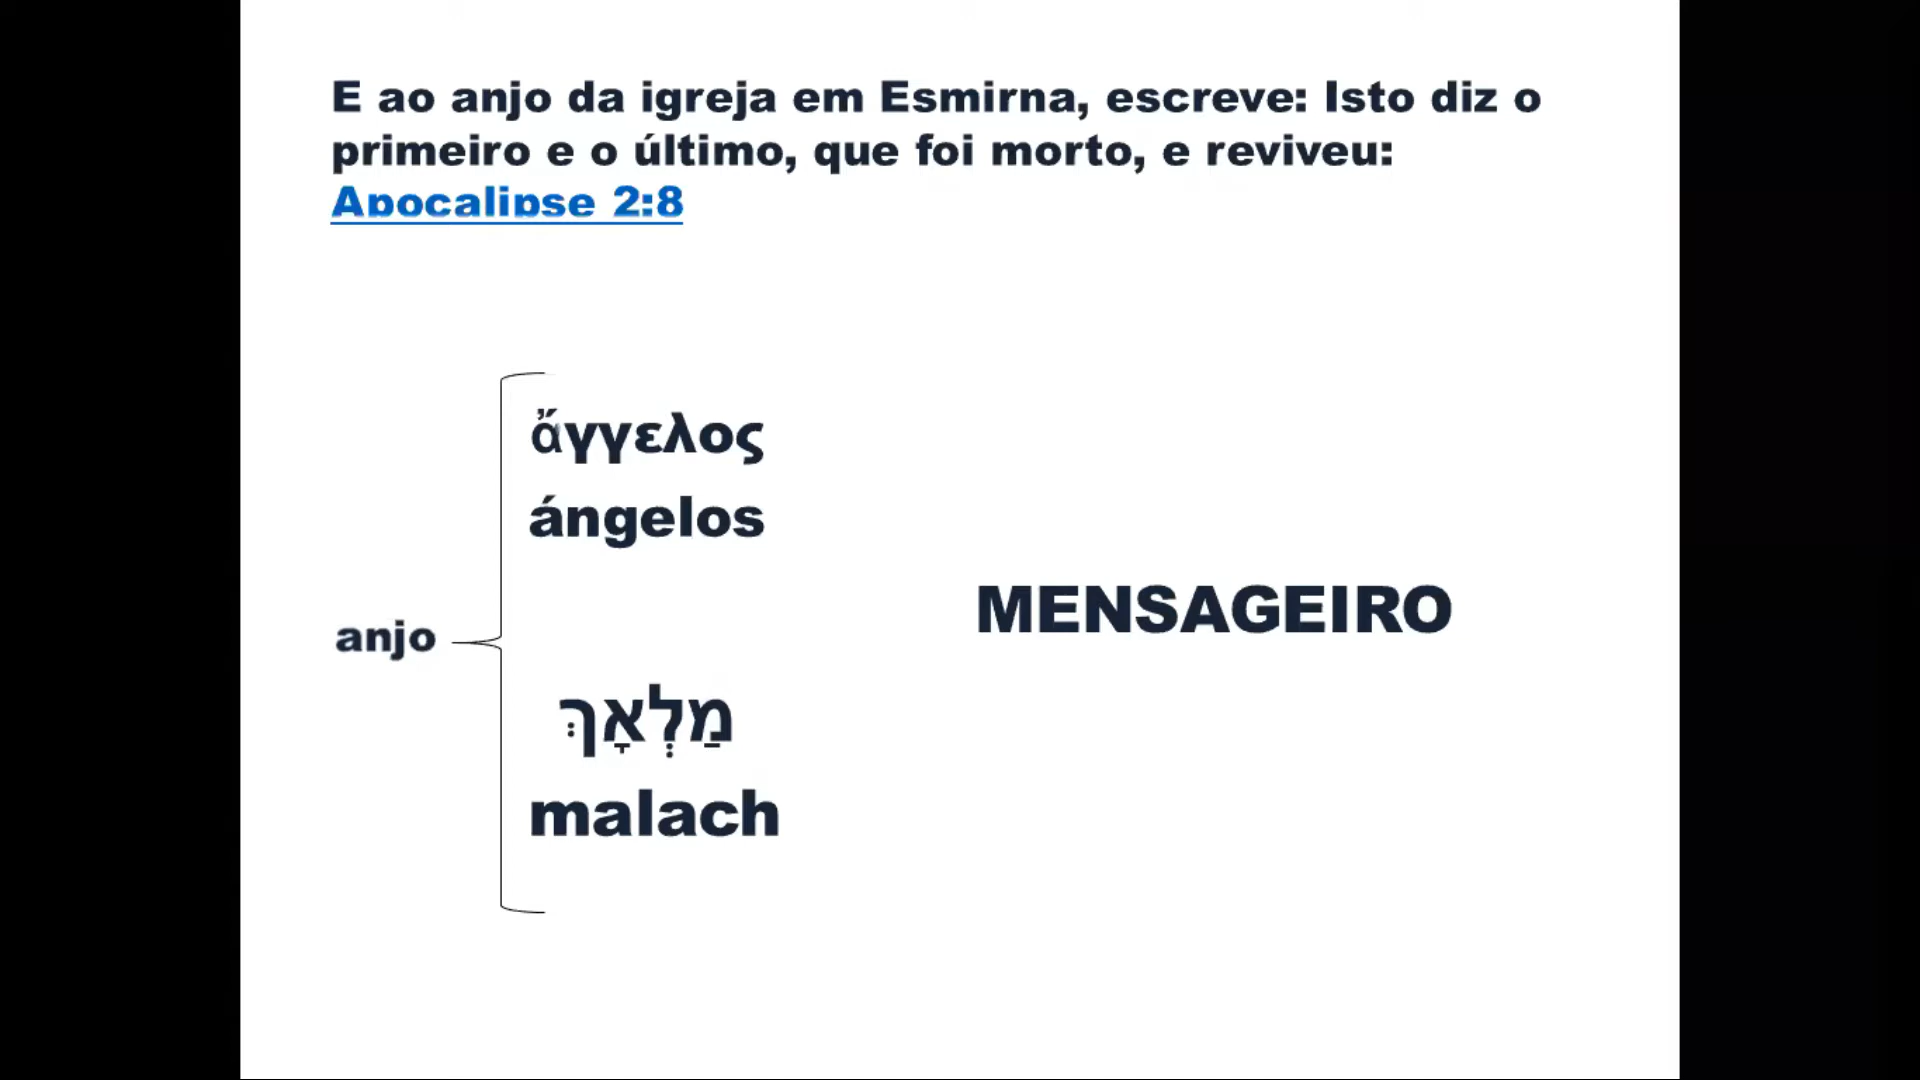 E ao anjo da igreja em Esmirna, escreve: Isto diz o
primeiro e o último, que foi morto, e reviveu:
Apocalipse 2:8
ἄγγελος
ángelos
anjo
MENSAGEIRO
מַלְאָךְ
malach